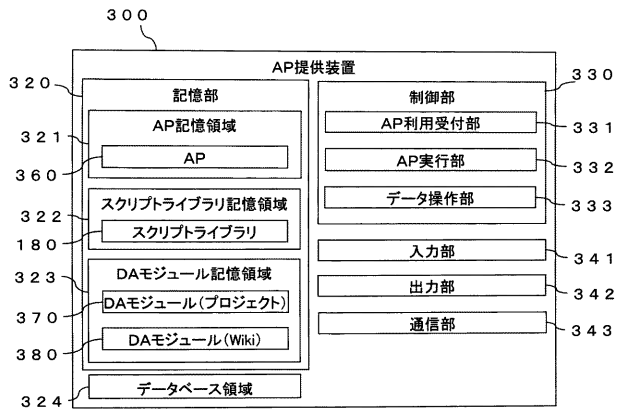 300
AP提供装置
320
記憶部
321
AP記憶領域
360
AP
322
スクリプトライブラリ記憶領域
180
スクリプトライブラリ
323
DAモジュール記憶領域
370
DAモジュール(プロジェクト)
380
DAモジュール(Wiki)
324
データベース領域
330
制御部
AP利用受付部
331
AP実行部
332
データ操作部
333
入力部
341
出力部
342
通信部
343